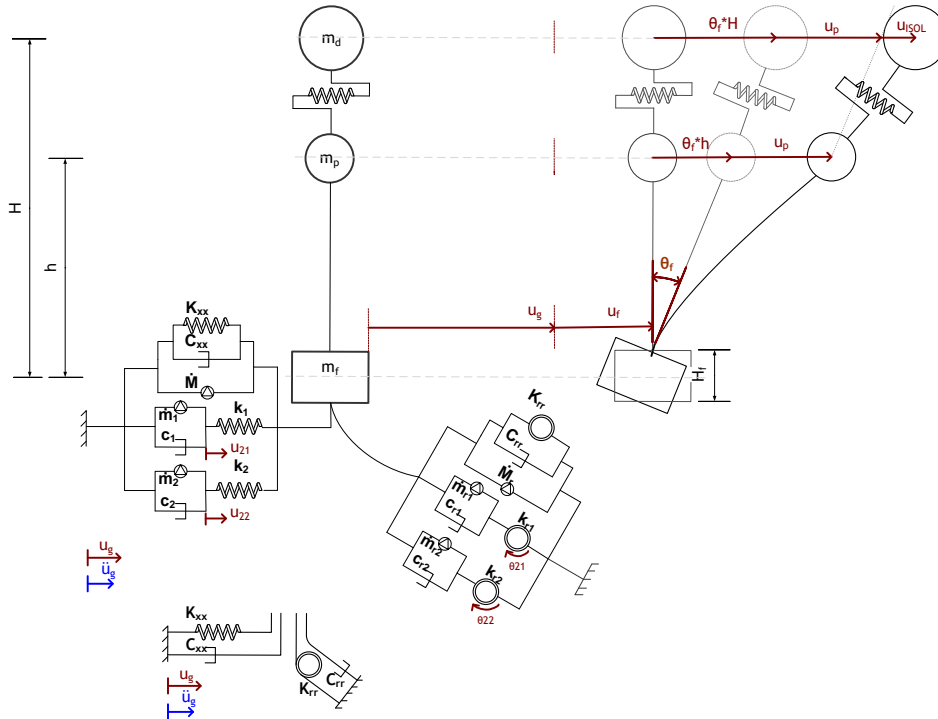 m_d
θ_f*H
u_p
u_ISOL
m_p
θ_f*h
u_p
H
h
θ_f
u_g
u_f
K_xx
C_xx
Ṁ
m_f
H_f
ṁ_1
k_1
c_1
u_21
ṁ_2
k_2
c_2
u_22
K_rr
C_rr
Ṁ_r
ṁ_r1
c_r1
k_r1
θ21
ṁ_r2
c_r2
k_r2
θ22
u_g
ü_g
K_xx
C_xx
K_rr
C_rr
u_g
ü_g